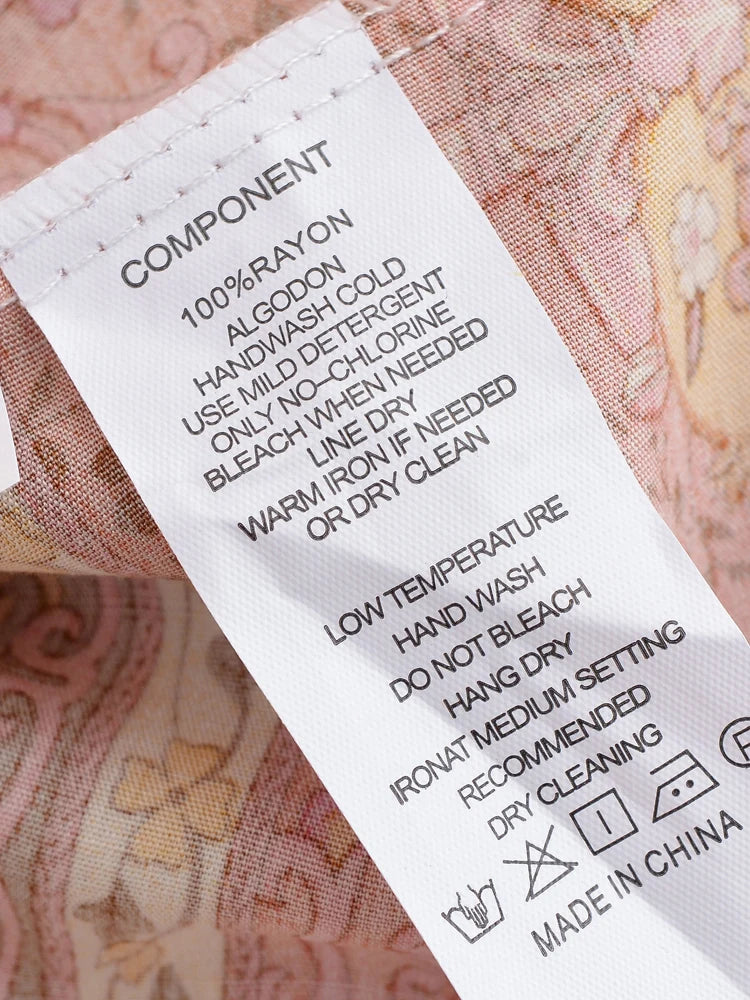 COMPONENT
100%RAYON
ALGODON
HANDWASH COLD
USE MILD DETERGENT
ONLY NO-CHLORINE
BLEACH WHEN NEEDED
LINE DRY
WARM IRON IF NEEDED
OR DRY CLEAN
LOW TEMPERATURE
HAND WASH
DO NOT BLEACH
HANG DRY
IRONAT MEDIUM SETTING
RECOMMENDED
DRY CLEANING
MADE IN CHINA